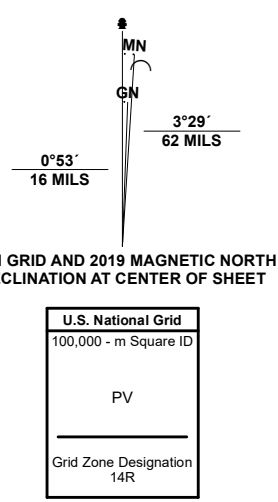 MN
GN
3°29´
62 MILS
0°53´
16 MILS
GRID AND 2019 MAGNETIC NORTH
CLINATION AT CENTER OF SHEET
U.S. National Grid
100,000 - m Square ID
PV
Grid Zone Designation
14R